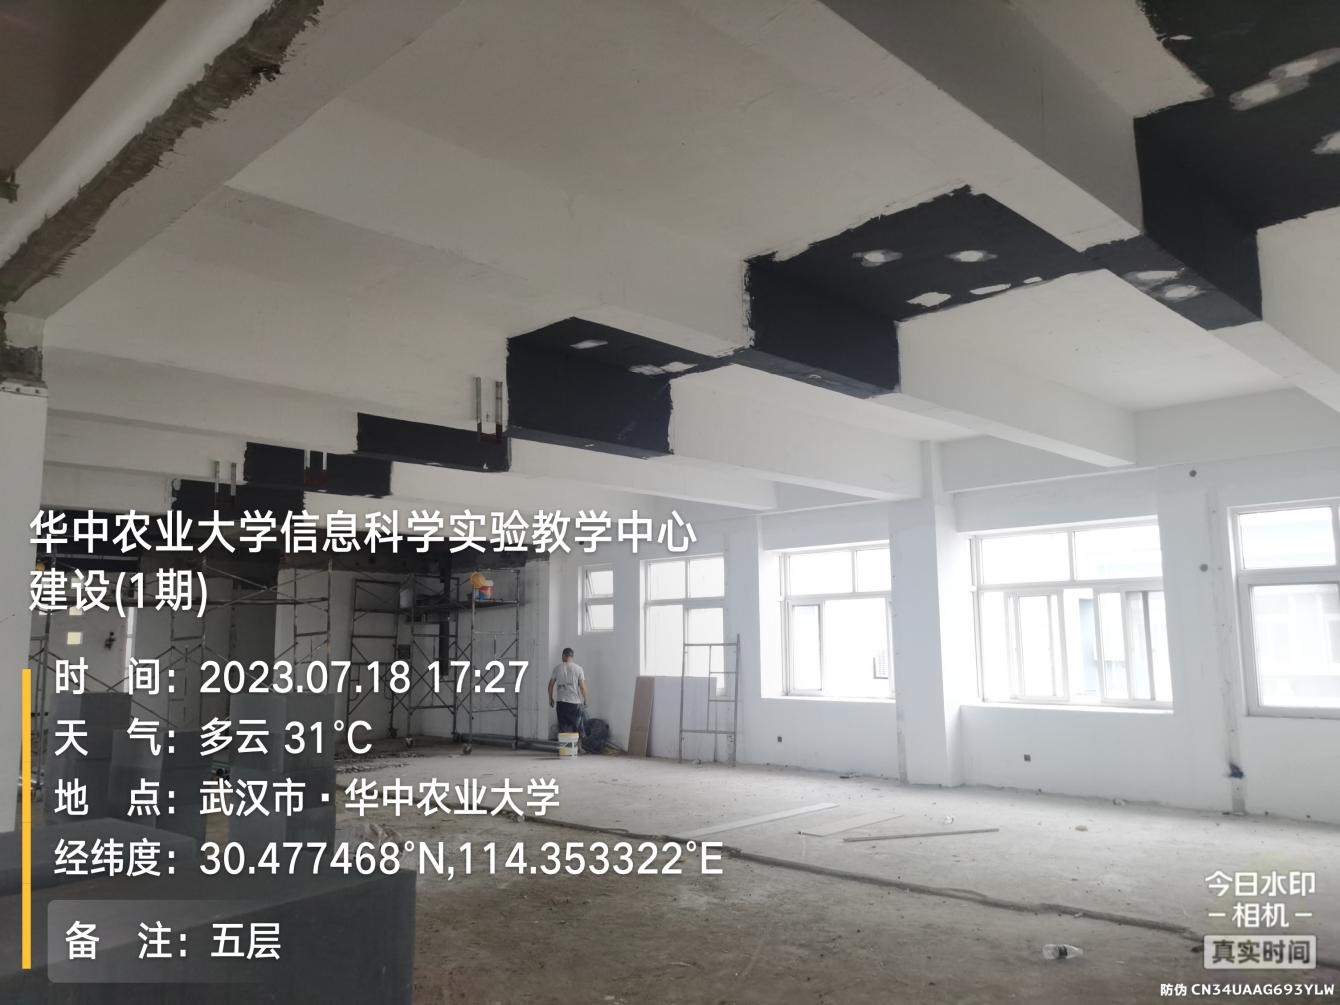 华中农业大学信息科学实验教学中心
建设(1期)
时 间：2023.07.18 17:27
天 气：多云 31℃
地 点：武汉市·华中农业大学
经纬度：30.477468°N,114.353322°E
备 注：五层
今日水印
-相机-
真实时间
防伪 CN34UAAG693YLW